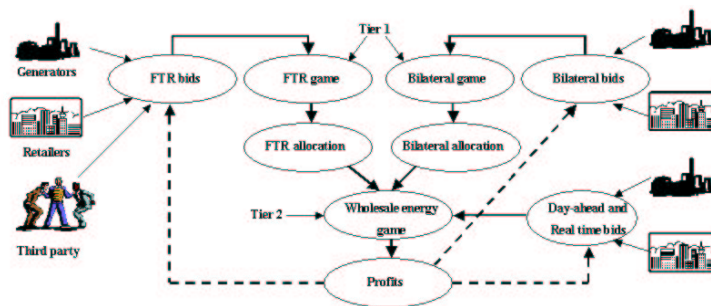 Tier 1
Generators
FTR bids
FTR game
Bilateral game
Bilateral bids
Retailers
FTR allocation
Bilateral allocation
Third party
Tier 2
Wholesale energy
game
Day-ahead and
Real time bids
Profits